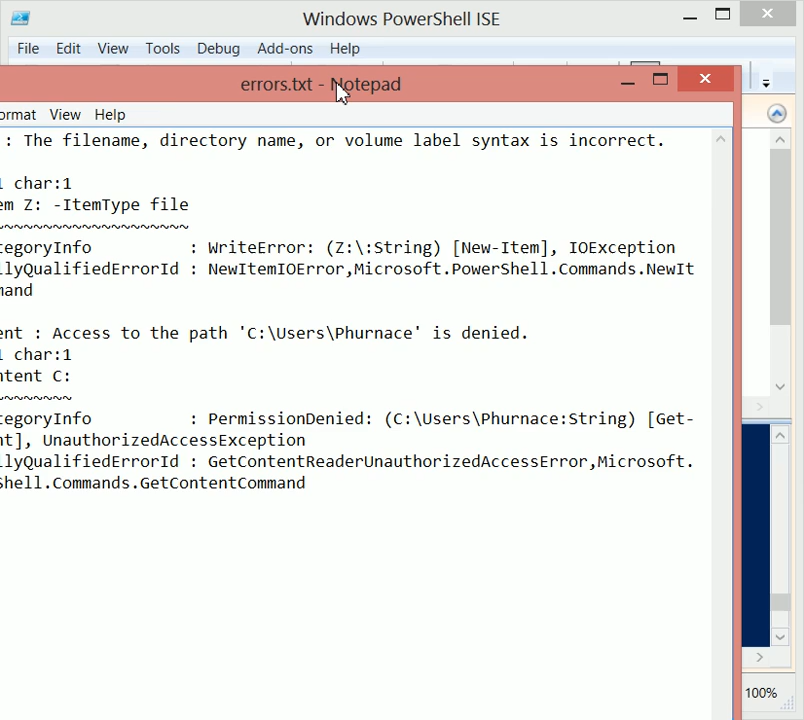 Windows PowerShell ISE
File Edit View Tools Debug Add-ons Help
errors.txt - Notepad
ormat View Help
: The filename, directory name, or volume label syntax is incorrect.
1 char:1
em Z: -ItemType file
~~~~~~~~~~~~~~~~~~~~
tegoryInfo : WriteError: (Z:\:String) [New-Item], IOException
llyQualifiedErrorId : NewItemIOError,Microsoft.PowerShell.Commands.NewIt
mand
ent : Access to the path 'C:\Users\Phurnace' is denied.
1 char:1
ntent C:
~~~~~~~~
tegoryInfo : PermissionDenied: (C:\Users\Phurnace:String) [Get-
nt], UnauthorizedAccessException
llyQualifiedErrorId : GetContentReaderUnauthorizedAccessError,Microsoft.
Shell.Commands.GetContentCommand
100%